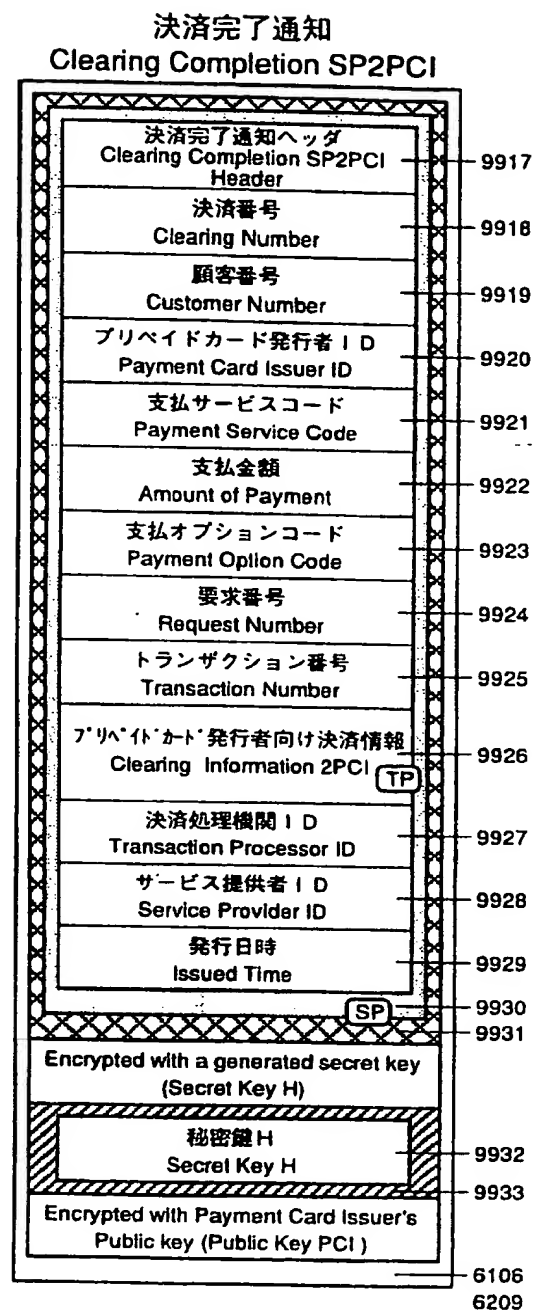 決済完了通知
Clearing Completion SP2PCI
決済完了通知ヘッダ
Clearing Completion SP2PCI
Header
9917
決済番号
Clearing Number
9918
顧客番号
Customer Number
9919
プリペイドカード発行者ID
Payment Card Issuer ID
9920
支払サービスコード
Payment Service Code
9921
支払金額
Amount of Payment
9922
支払オプションコード
Payment Option Code
9923
要求番号
Request Number
9924
トランザクション番号
Transaction Number
9925
プリペイドカード発行者向け決済情報
Clearing Information 2PCI
TP
9926
決済処理機関ID
Transaction Processor ID
9927
サービス提供者ID
Service Provider ID
9928
発行日時
Issued Time
9929
SP
9930
9931
Encrypted with a generated secret key
(Secret Key H)
秘密鍵H
Secret Key H
9932
9933
Encrypted with Payment Card Issuer's
Public key (Public Key PCI )
6106
6209